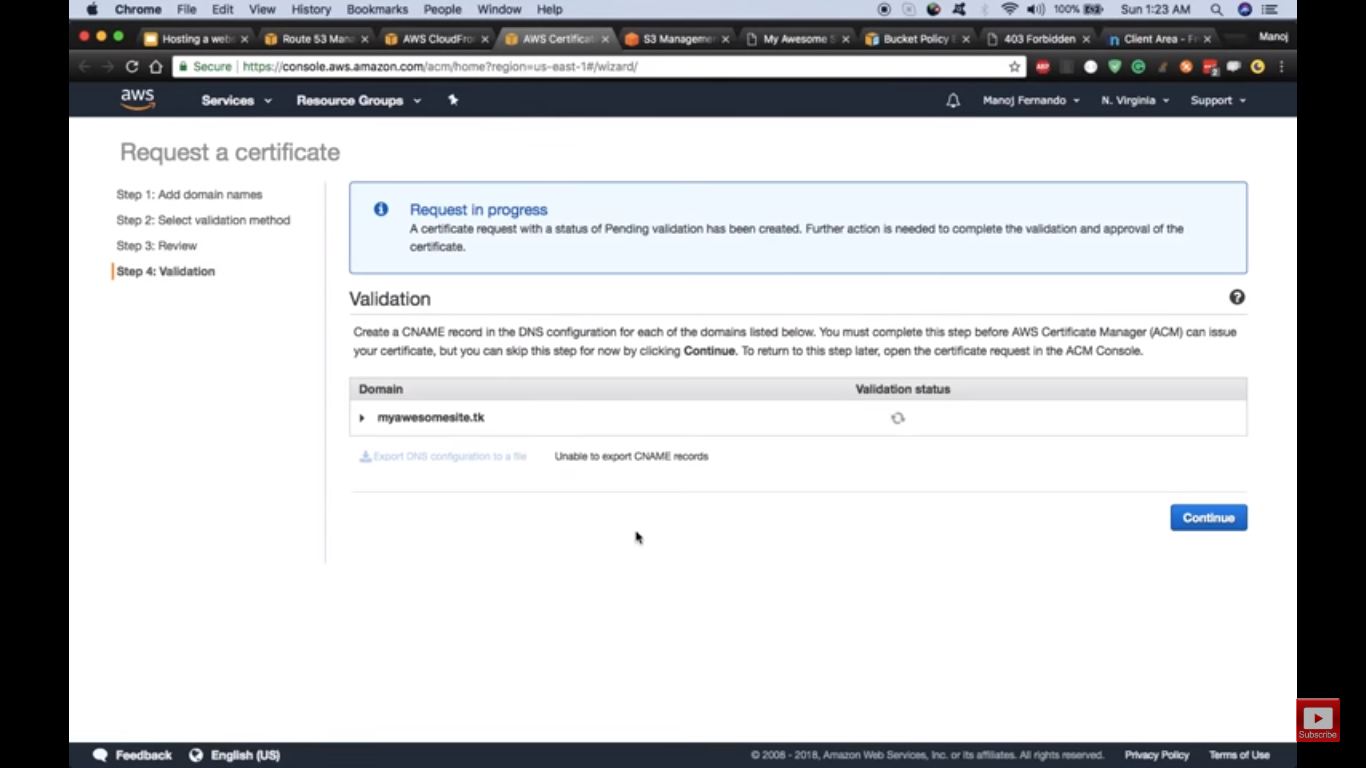 Chrome File Edit View History Bookmarks People Window Help 100% Sun 1:23 AM
Hosting a web Route 53 Man AWS CloudFro AWS Certificat S3 Manageme My Awesome S Bucket Policy E 403 Forbidden Client Area - Fr Manoj
Secure https://console.aws.amazon.com/acm/home?region=us-east-1#/wizard/
aws Services Resource Groups Manoj Fernando N. Virginia Support
Request a certificate
Step 1: Add domain names
Step 2: Select validation method
Step 3: Review
Step 4: Validation
Request in progress
A certificate request with a status of Pending validation has been created. Further action is needed to complete the validation and approval of the
certificate.
Validation
Create a CNAME record in the DNS configuration for each of the domains listed below. You must complete this step before AWS Certificate Manager (ACM) can issue
your certificate, but you can skip this step for now by clicking Continue. To return to this step later, open the certificate request in the ACM Console.
Domain Validation status
myawesomesite.tk
Export DNS configuration to a file Unable to export CNAME records
Continue
Subscribe
Feedback English (US) © 2008 - 2018, Amazon Web Services, Inc. or its affiliates. All rights reserved. Privacy Policy Terms of Use